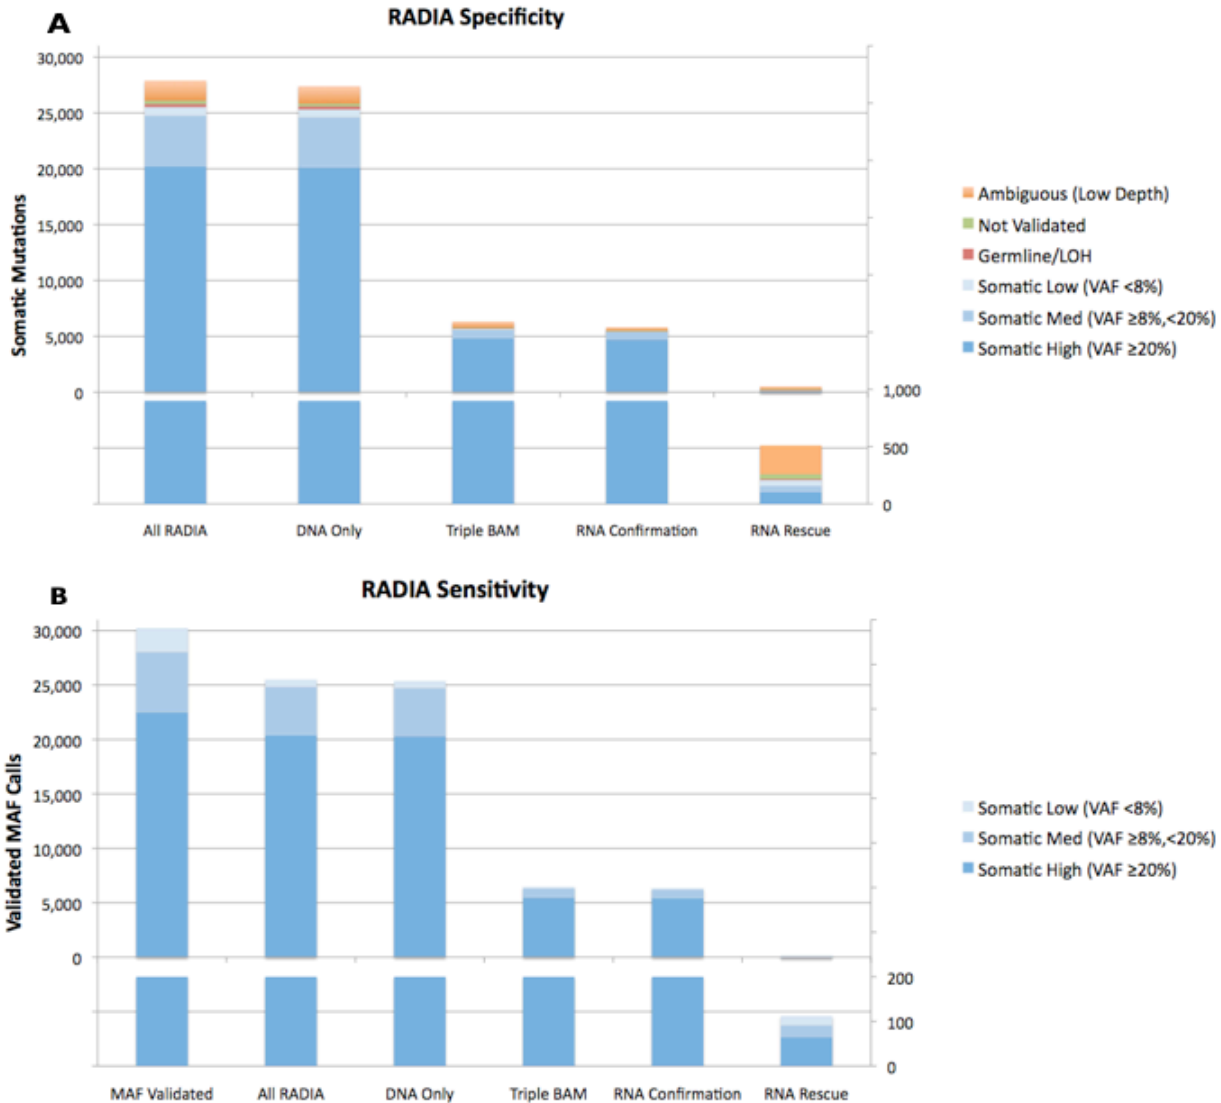 A
RADIA Specificity
Somatic Mutations
30,000
25,000
20,000
15,000
10,000
5,000
0
1,000
500
0
All RADIA
DNA Only
Triple BAM
RNA Confirmation
RNA Rescue
Ambiguous (Low Depth)
Not Validated
Germline/LOH
Somatic Low (VAF <8%)
Somatic Med (VAF ≥8%,<20%)
Somatic High (VAF ≥20%)
B
RADIA Sensitivity
Validated MAF Calls
30,000
25,000
20,000
15,000
10,000
5,000
0
200
100
0
MAF Validated
All RADIA
DNA Only
Triple BAM
RNA Confirmation
RNA Rescue
Somatic Low (VAF <8%)
Somatic Med (VAF ≥8%,<20%)
Somatic High (VAF ≥20%)